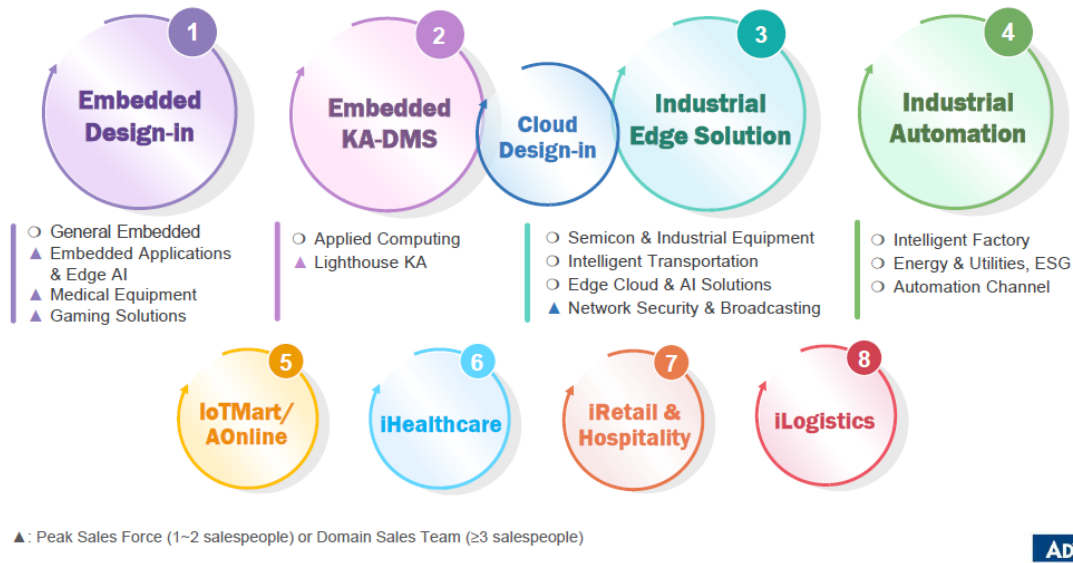 1
Embedded
Design-in
2
Embedded
KA-DMS
Cloud
Design-in
3
Industrial
Edge Solution
4
Industrial
Automation
❍ General Embedded
▲ Embedded Applications
& Edge AI
▲ Medical Equipment
▲ Gaming Solutions
❍ Applied Computing
▲ Lighthouse KA
❍ Semicon & Industrial Equipment
❍ Intelligent Transportation
❍ Edge Cloud & AI Solutions
▲ Network Security & Broadcasting
❍ Intelligent Factory
❍ Energy & Utilities, ESG
❍ Automation Channel
5
IoTMart/
AOnline
6
iHealthcare
7
iRetail &
Hospitality
8
iLogistics
▲: Peak Sales Force (1~2 salespeople) or Domain Sales Team (≥3 salespeople)